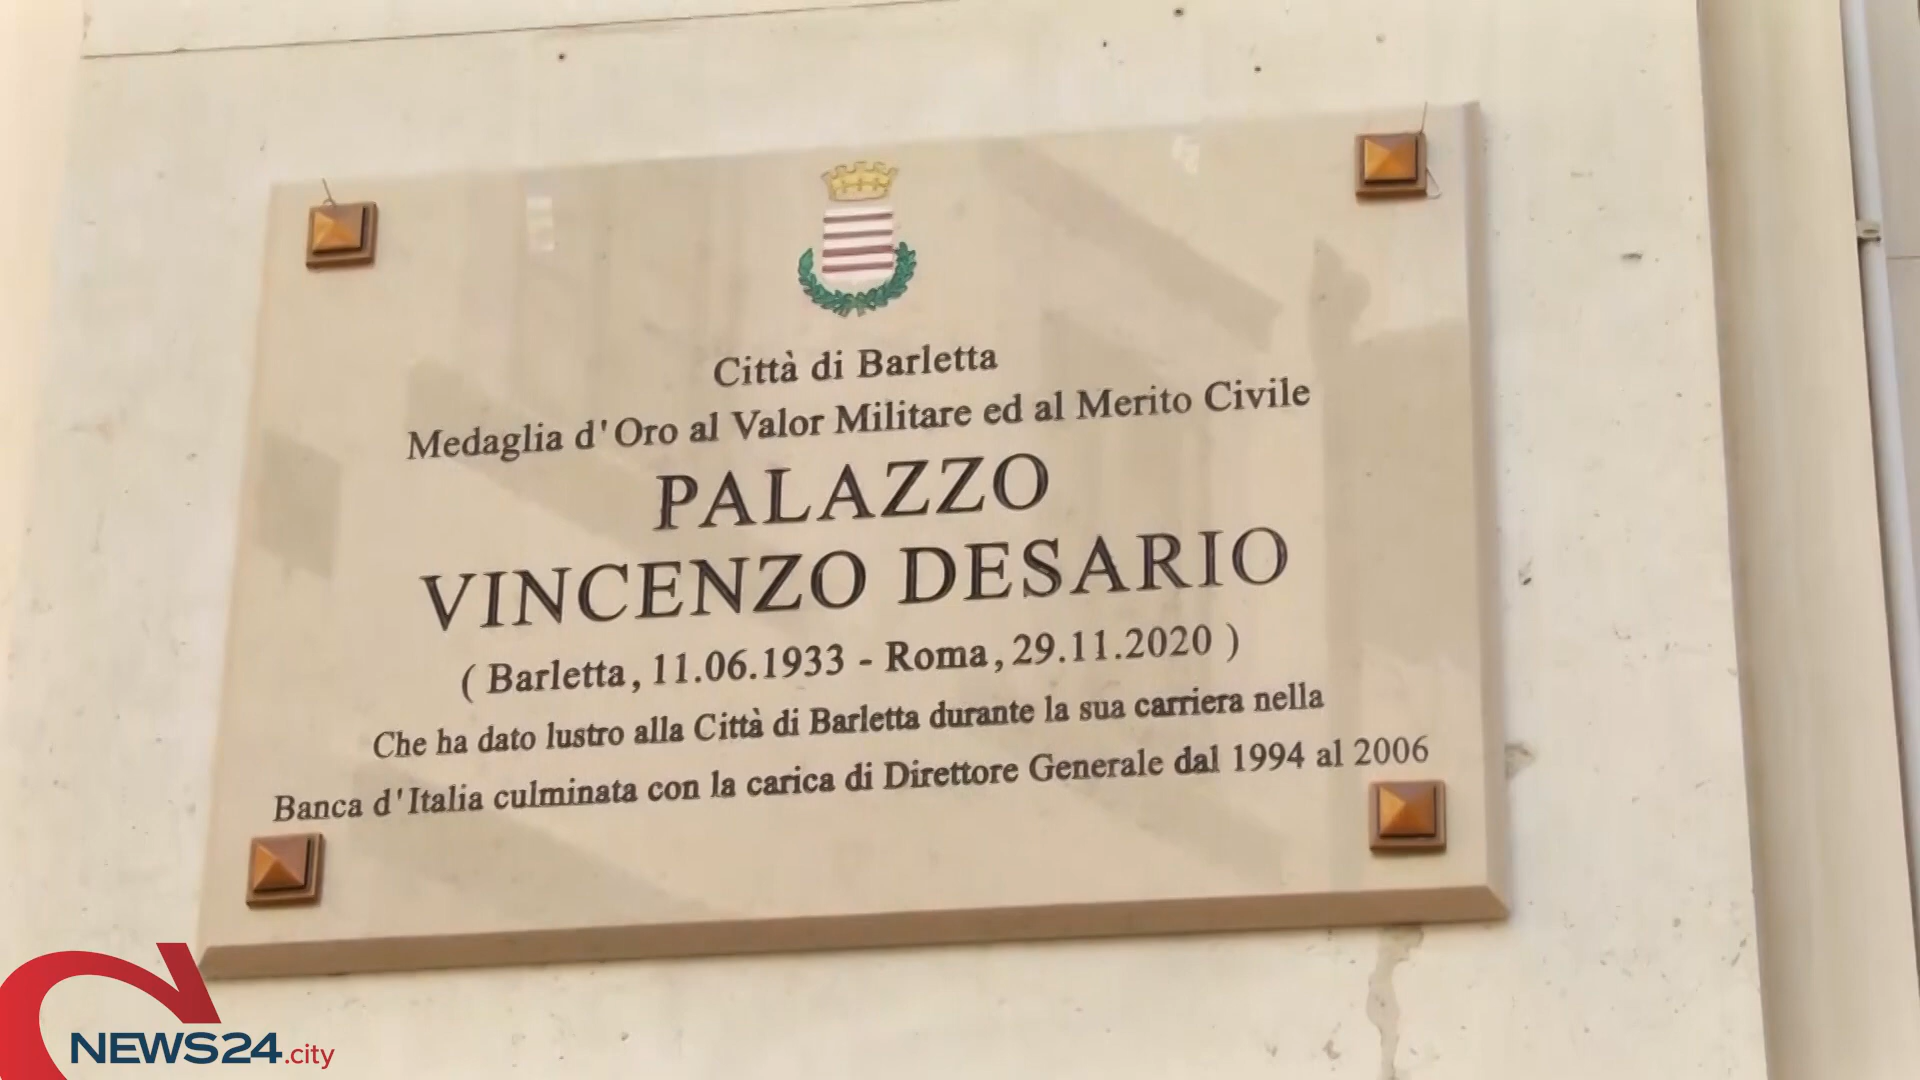 Città di Barletta
Medaglia d'Oro al Valor Militare ed al Merito Civile
PALAZZO
VINCENZO DESARIO
( Barletta, 11.06.1933 - Roma, 29.11.2020 )
Che ha dato lustro alla Città di Barletta durante la sua carriera nella
Banca d'Italia culminata con la carica di Direttore Generale dal 1994 al 2006
NEWS24.city